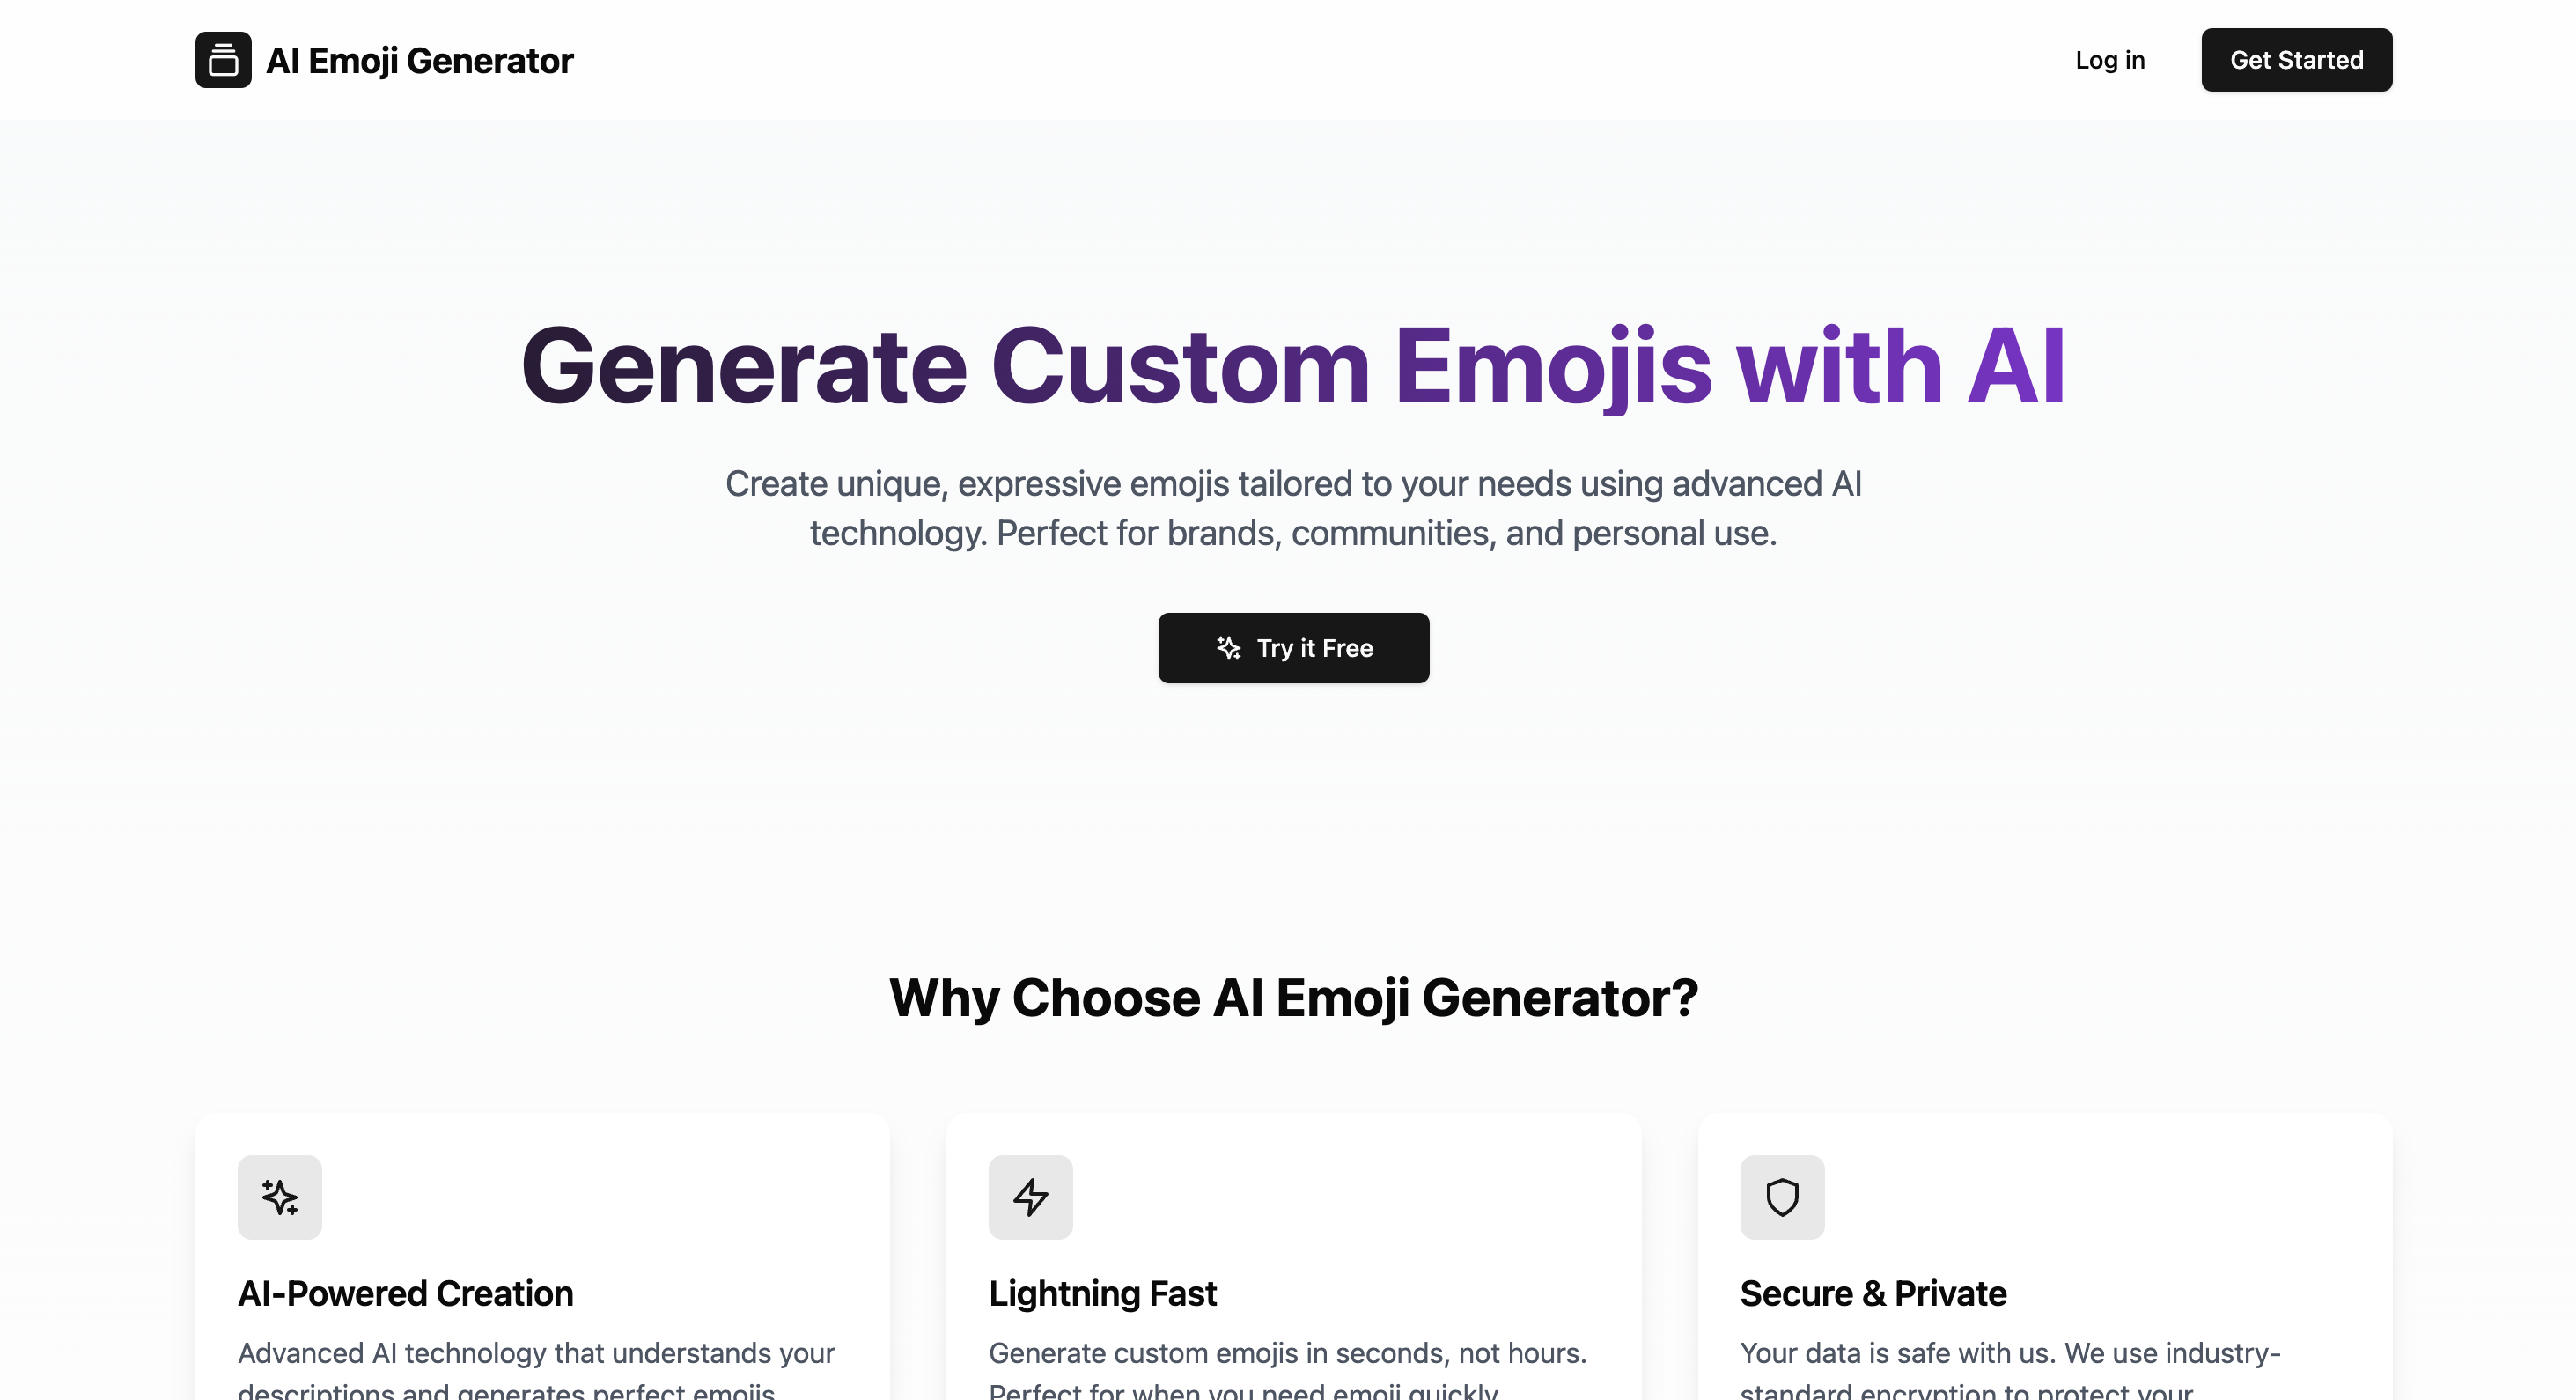 AI Emoji Generator
Log in
Get Started
Generate Custom Emojis with AI
Create unique, expressive emojis tailored to your needs using advanced AI
technology. Perfect for brands, communities, and personal use.
Try it Free
Why Choose AI Emoji Generator?
AI-Powered Creation
Advanced AI technology that understands your
descriptions and generates perfect emojis
Lightning Fast
Generate custom emojis in seconds, not hours.
Perfect for when you need emoji quickly
Secure & Private
Your data is safe with us. We use industry-
standard encryption to protect your